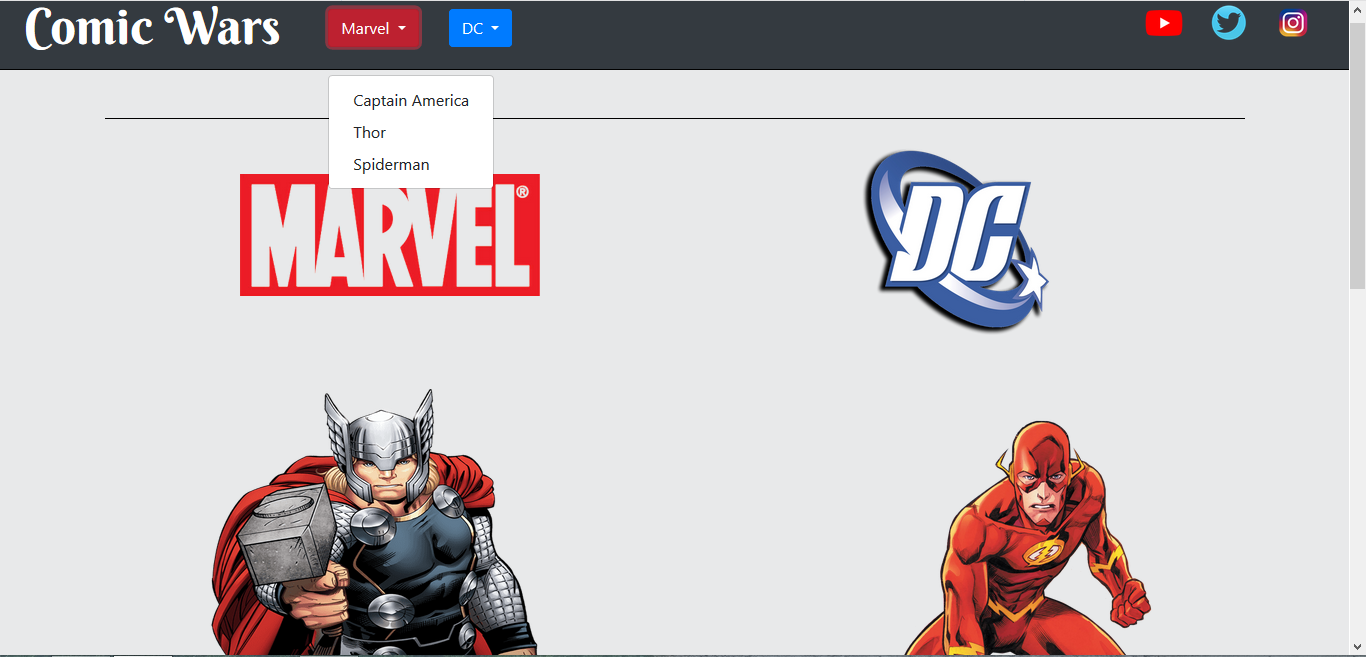 Comic Wars
Marvel
DC
Captain America
Thor
Spiderman
MARVEL®
DC